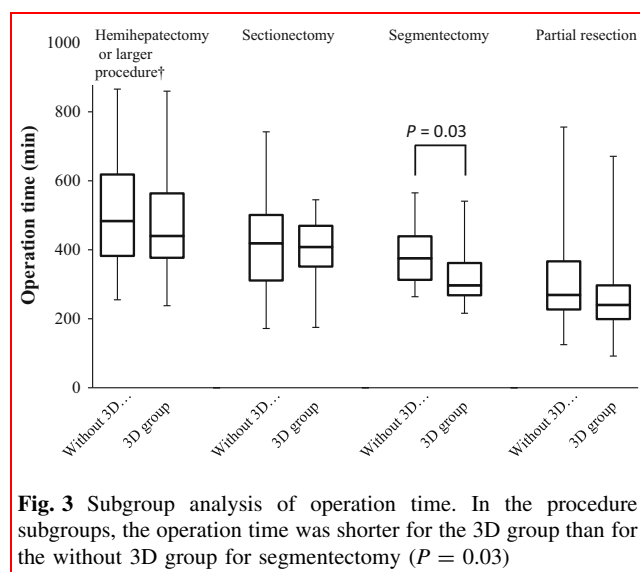 1000
Hemihepatectomy
or larger
procedure†
Sectionectomy
Segmentectomy
Partial resection
800
P = 0.03
600
Operation time (min)
400
200
0
Without 3D…
3D group
Without 3D…
3D group
Without 3D…
3D group
Without 3D…
3D group
Fig. 3 Subgroup analysis of operation time. In the procedure
subgroups, the operation time was shorter for the 3D group than for
the without 3D group for segmentectomy (P = 0.03)